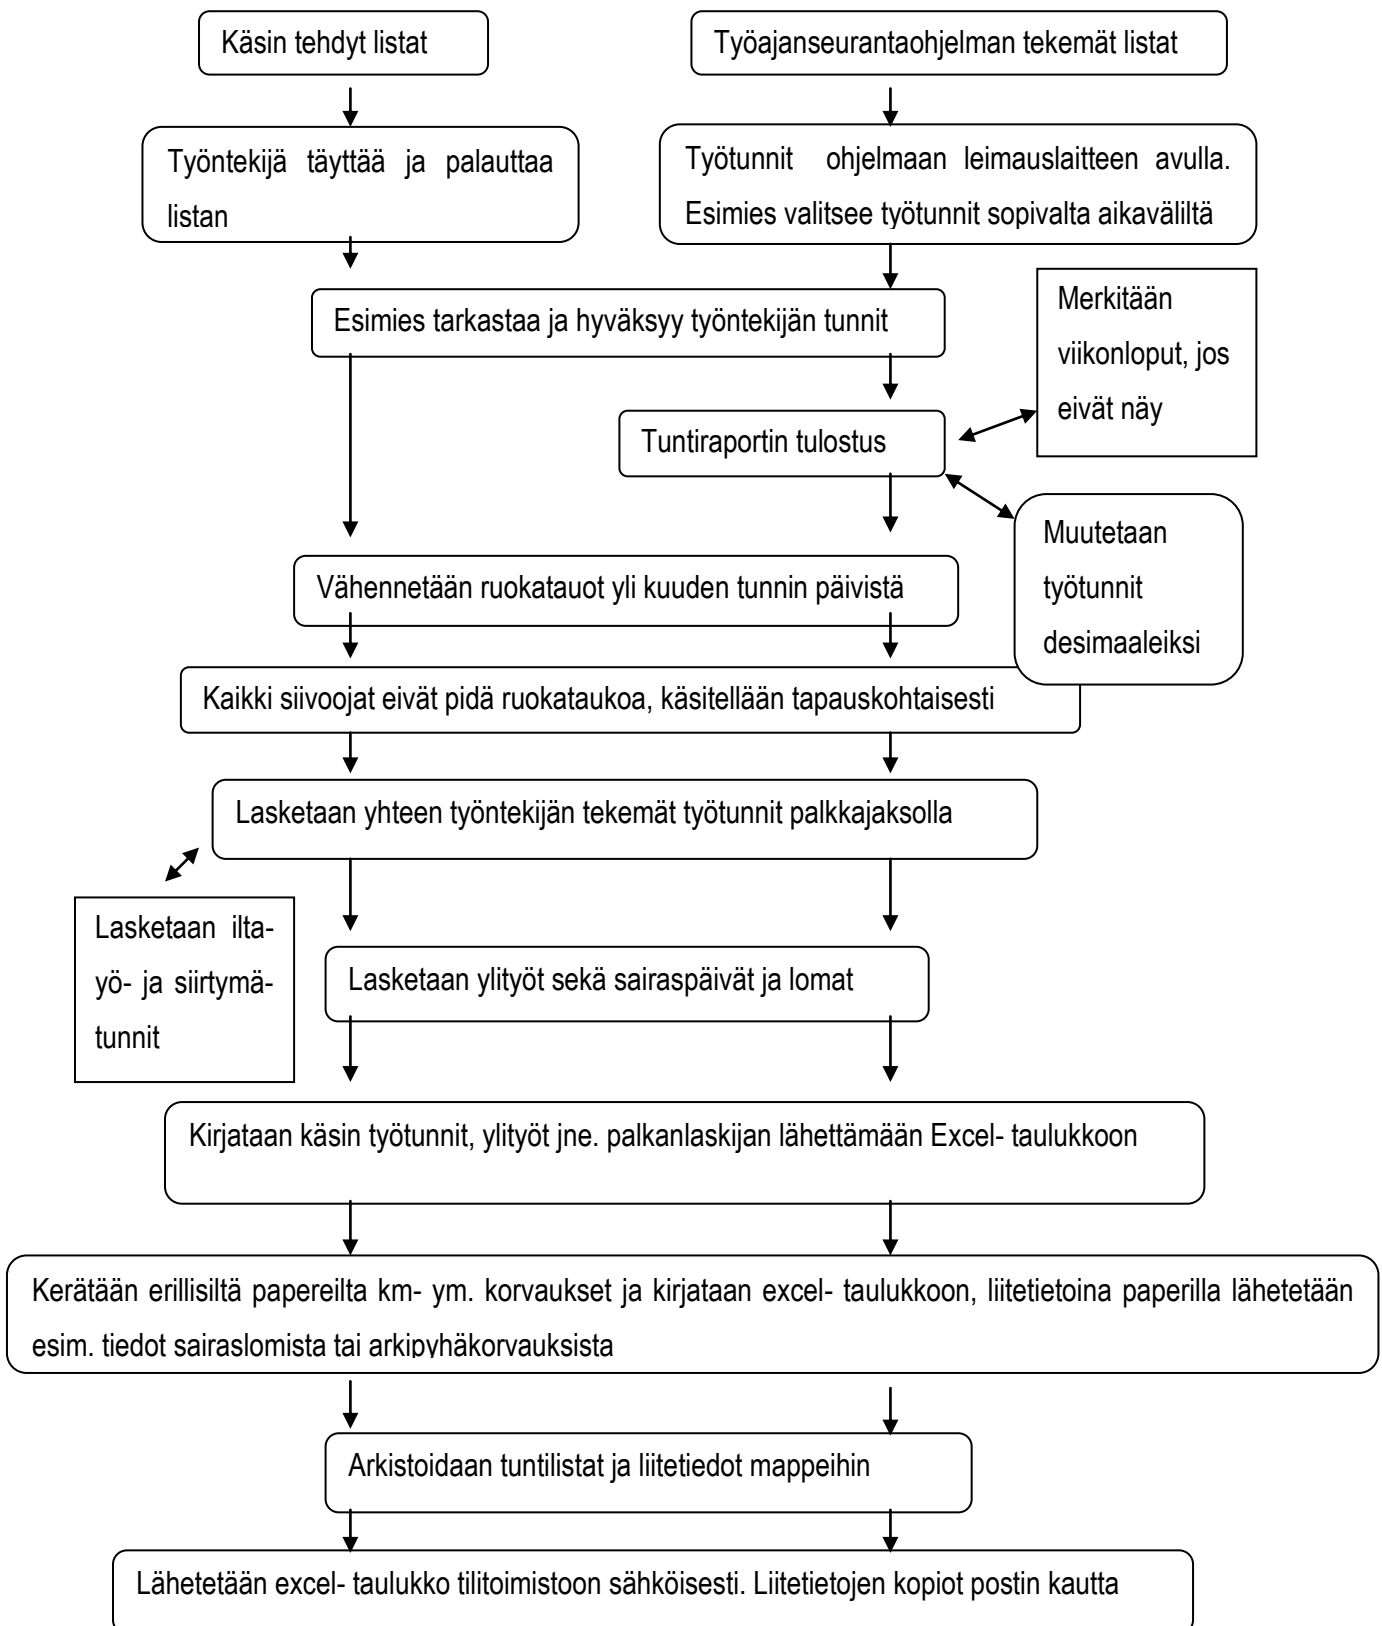 Käsin tehdyt listat
Työajanseurantaohjelman tekemät listat
Työntekijä täyttää ja palauttaa
listan
Työtunnit ohjelmaan leimauslaitteen avulla.
Esimies valitsee työtunnit sopivalta aikaväliltä
Esimies tarkastaa ja hyväksyy työntekijän tunnit
Merkitään
viikonloput, jos
eivät näy
Tuntiraportin tulostus
Muutetaan
työtunnit
desimaaleiksi
Vähennetään ruokatauot yli kuuden tunnin päivistä
Kaikki siivoojat eivät pidä ruokataukoa, käsitellään tapauskohtaisesti
Lasketaan yhteen työntekijän tekemät työtunnit palkkajaksolla
Lasketaan ilta-
yö- ja siirtymä-
tunnit
Lasketaan ylityöt sekä sairaspäivät ja lomat
Kirjataan käsin työtunnit, ylityöt jne. palkanlaskijan lähettämään Excel- taulukkoon
Kerätään erillisiltä papereilta km- ym. korvaukset ja kirjataan excel- taulukkoon, liitetietoina paperilla lähetetään
esim. tiedot sairaslomista tai arkipyhäkorvauksista
Arkistoidaan tuntilistat ja liitetiedot mappeihin
Lähetetään excel- taulukko tilitoimistoon sähköisesti. Liitetietojen kopiot postin kautta